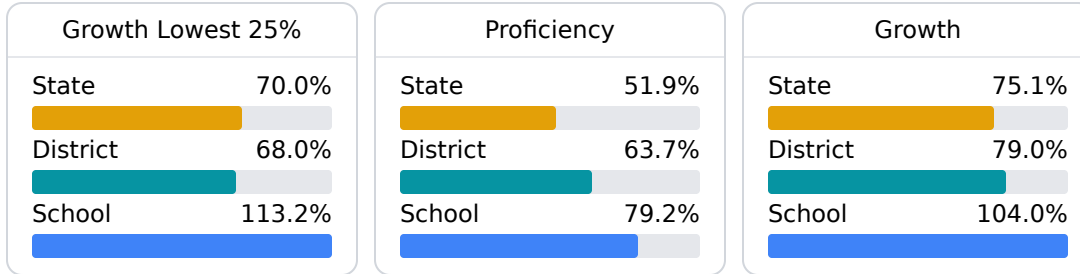 Growth Lowest 25%
State 70.0%
District 68.0%
School 113.2%
Proficiency
State 51.9%
District 63.7%
School 79.2%
Growth
State 75.1%
District 79.0%
School 104.0%